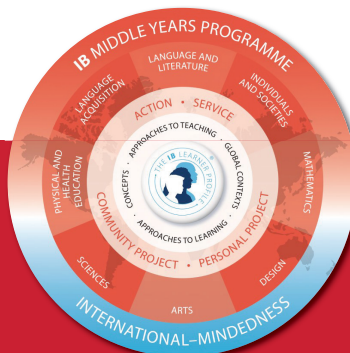 IB MIDDLE YEARS PROGRAMME
LANGUAGE AND
LITERATURE
LANGUAGE
ACQUISITION
INDIVIDUALS
AND SOCIETIES
PHYSICAL AND
HEALTH
EDUCATION
MATHEMATICS
SCIENCES
DESIGN
ARTS
ACTION • SERVICE
COMMUNITY PROJECT • PERSONAL PROJECT
APPROACHES TO TEACHING
CONCEPTS
GLOBAL CONTEXTS
APPROACHES TO LEARNING
THE IB LEARNER PROFILE
INTERNATIONAL–MINDEDNESS